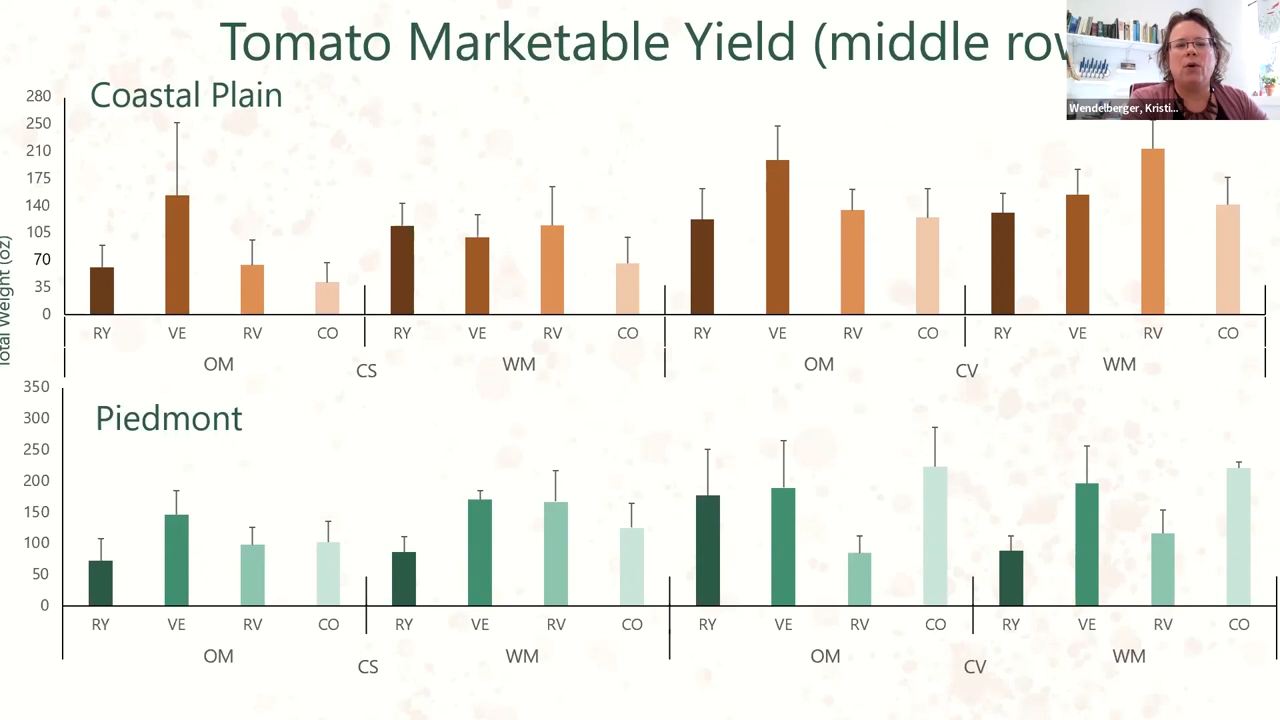 Tomato Marketable Yield (middle row
Wendelberger, Kristi...
Coastal Plain
Total Weight (oz)
280
250
210
175
140
105
70
35
0
RY VE RV CO RY VE RV CO RY VE RV CO RY VE RV CO
OM WM OM WM
CS CV
Piedmont
350
300
250
200
150
100
50
0
RY VE RV CO RY VE RV CO RY VE RV CO RY VE RV CO
OM WM OM WM
CS CV